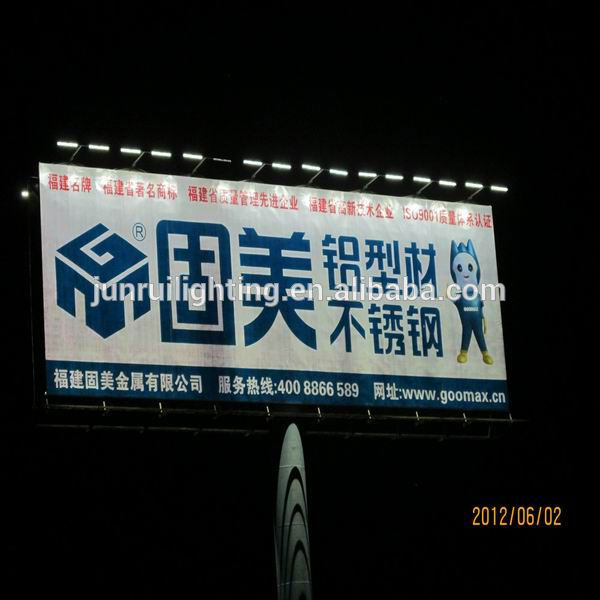 福建名牌 福建省著名商标 福建省质量管理先进企业 福建省高新技术企业 ISO9001质量体系认证
®
固美 铝型材
不锈钢
junruilighting.en.alibaba.com
福建固美金属有限公司 服务热线:400 8866 589 网址:www.goomax.cn
2012/06/02